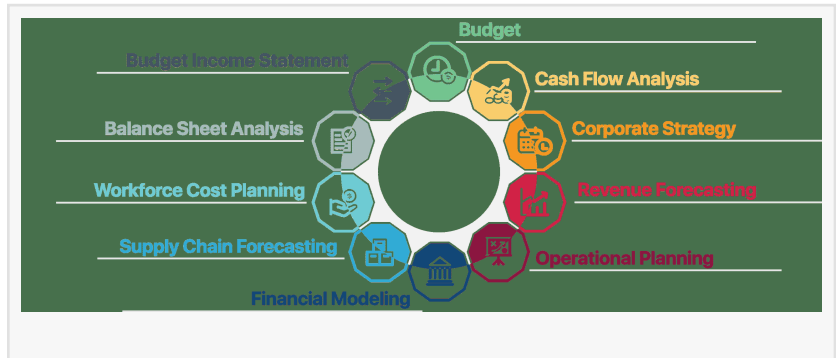 Budget
Budget Income Statement
Cash Flow Analysis
Balance Sheet Analysis
Corporate Strategy
Workforce Cost Planning
Revenue Forecasting
Supply Chain Forecasting
Operational Planning
Financial Modeling